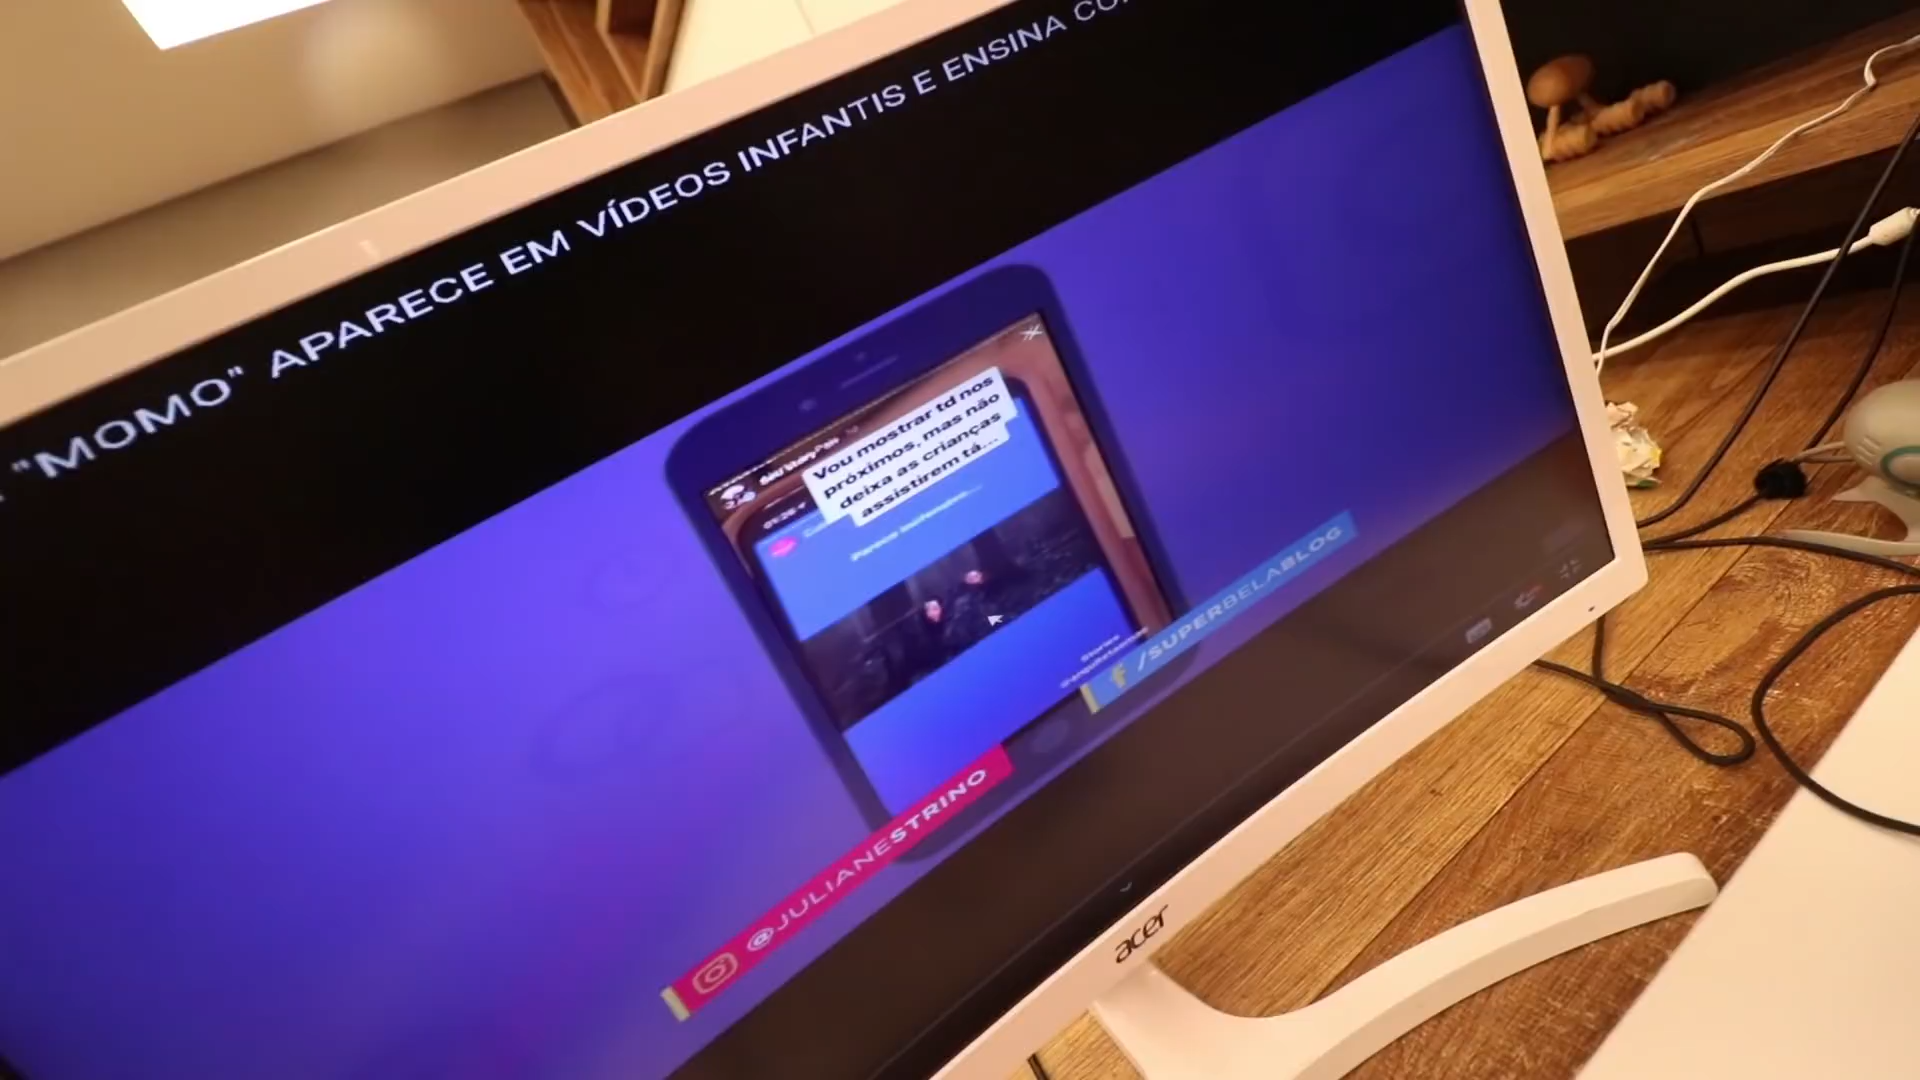 "MOMO" APARECE EM VÍDEOS INFANTIS E ENSINA
Vou mostrar td nos
próximos, mas não
deixa as crianças
assistirem tá...
Stories
f /SUPERBELABLOG
@JULIANESTRINO
acer